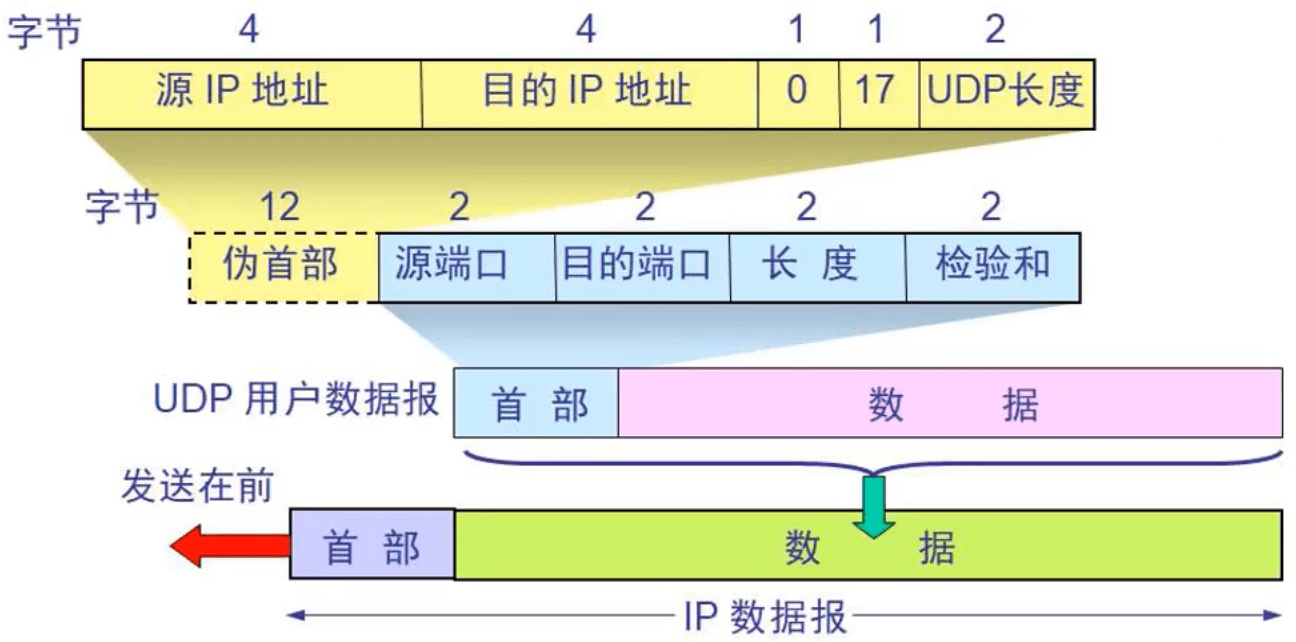 字节 4 4 1 1 2
源 IP 地址 目的 IP 地址 0 17 UDP长度
字节 12 2 2 2 2
伪首部 源端口 目的端口 长 度 检验和
UDP 用户数据报 首 部 数 据
发送在前
首 部 数 据
IP 数据报